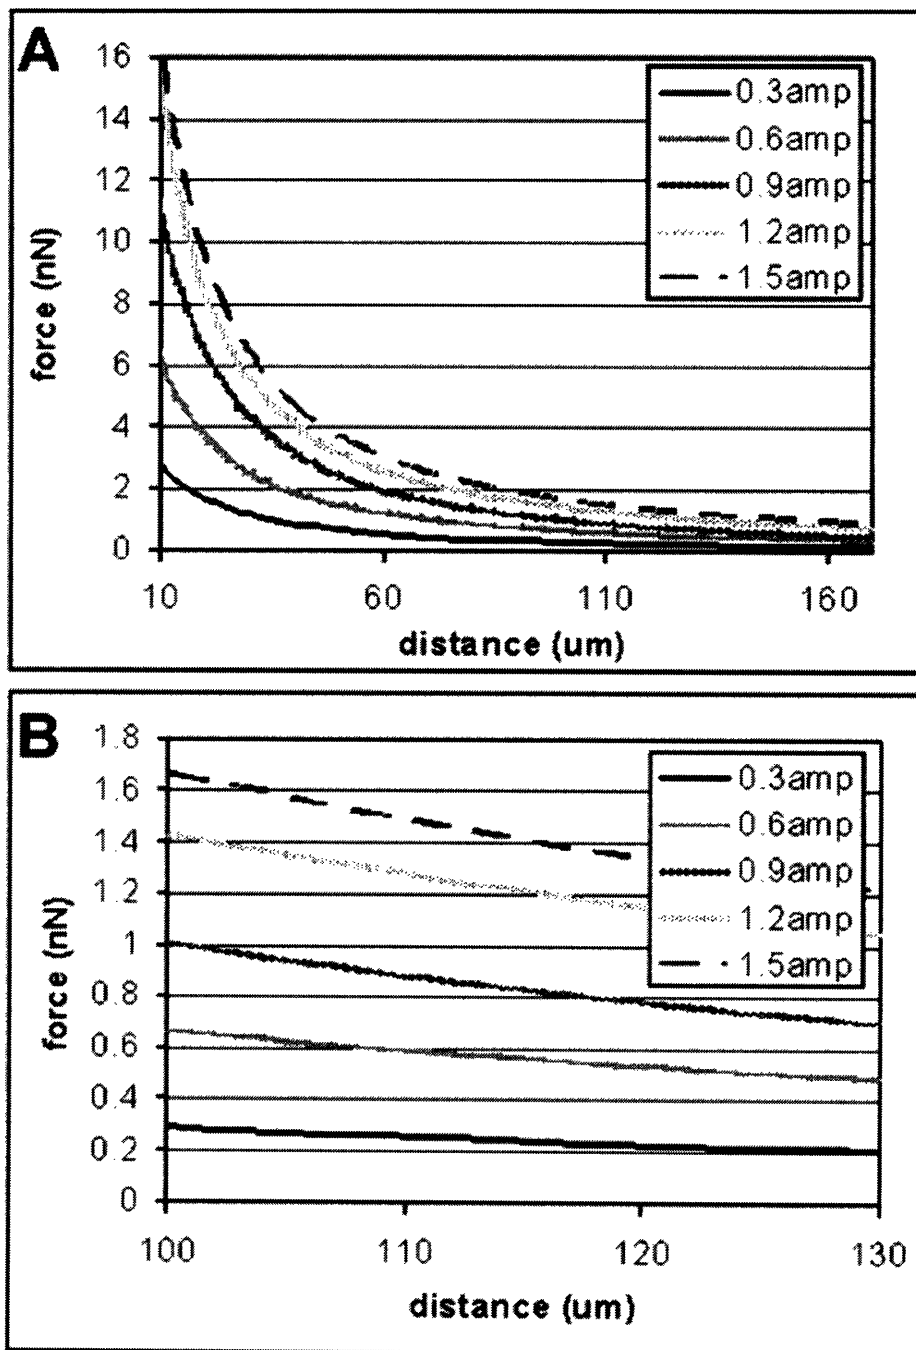 A
16
14
12
10
8
6
4
2
0
force (nN)
10 60 110 160
distance (um)
0.3amp
0.6amp
0.9amp
1.2amp
1.5amp
B
1.8
1.6
1.4
1.2
1
0.8
0.6
0.4
0.2
0
force (nN)
100 110 120 130
distance (um)
0.3amp
0.6amp
0.9amp
1.2amp
1.5amp